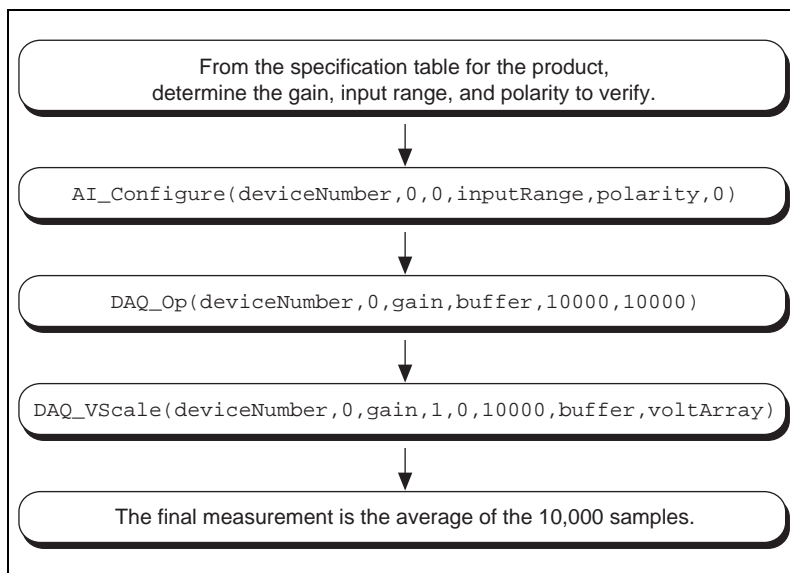 From the specification table for the product,
determine the gain, input range, and polarity to verify.
AI_Configure(deviceNumber,0,0,inputRange,polarity,0)
DAQ_Op(deviceNumber,0,gain,buffer,10000,10000)
DAQ_VScale(deviceNumber,0,gain,1,0,10000,buffer,voltArray)
The final measurement is the average of the 10,000 samples.